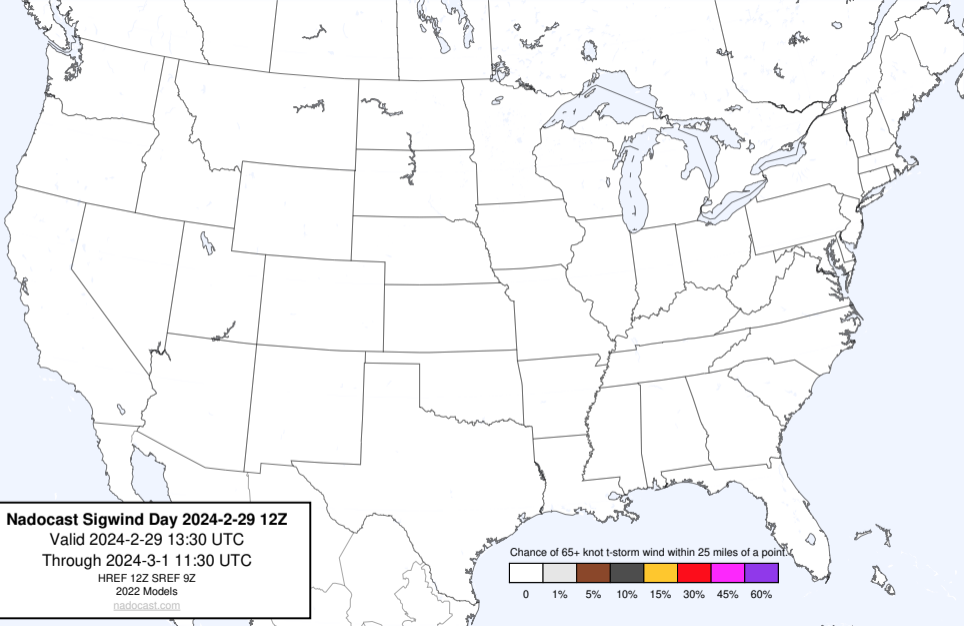 Nadocast Sigwind Day 2024-2-29 12Z
Valid 2024-2-29 13:30 UTC
Through 2024-3-1 11:30 UTC
HREF 12Z SREF 9Z
2022 Models
nadocast.com
Chance of 65+ knot t-storm wind within 25 miles of a point.
0 1% 5% 10% 15% 30% 45% 60%